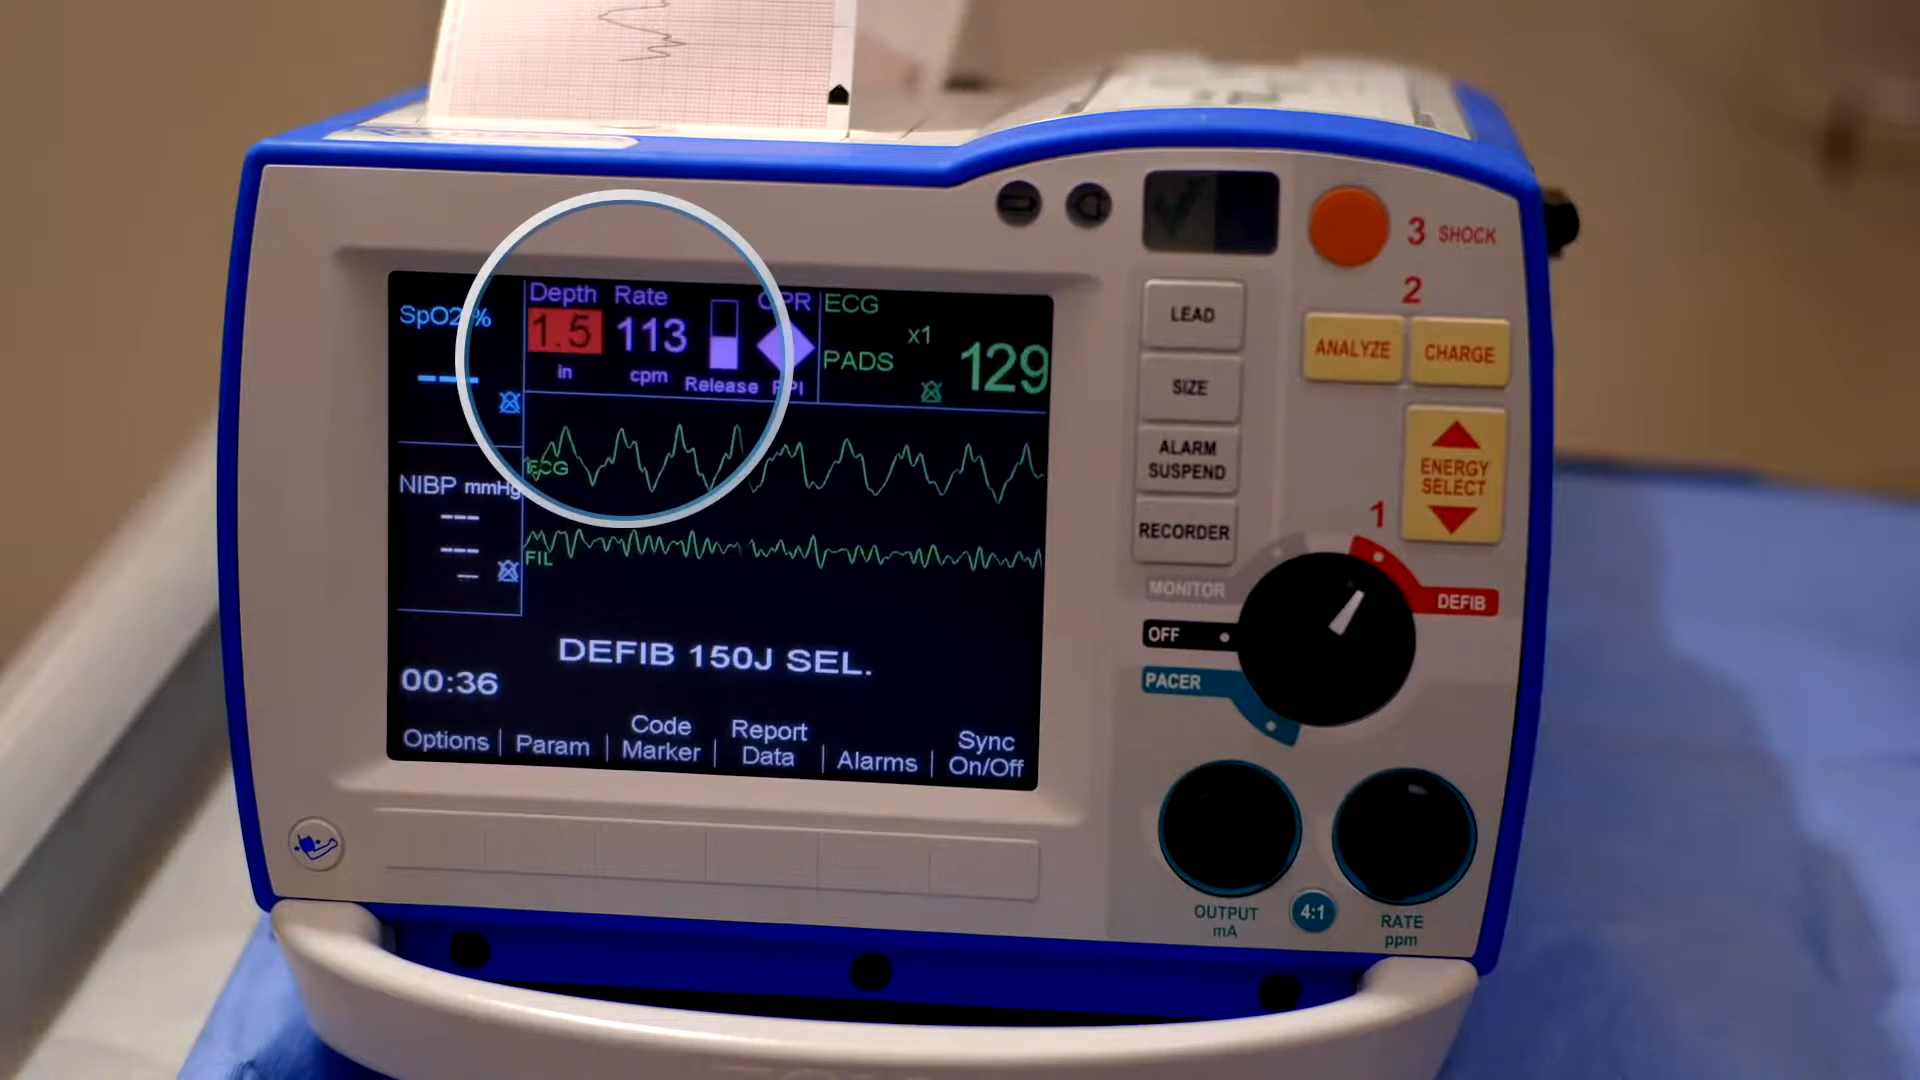 SpO2 %
Depth Rate
1.5 113
in cpm Release
PPI
ECG
x1
PADS
129
ECG
FIL
NIBP mmHg
DEFIB 150J SEL.
00:36
Options
Param
Code
Marker
Report
Data
Alarms
Sync
On/Off
3 SHOCK
2
ANALYZE
CHARGE
LEAD
SIZE
ALARM
SUSPEND
RECORDER
ENERGY
SELECT
1
MONITOR
DEFIB
OFF
PACER
OUTPUT
mA
4:1
RATE
ppm